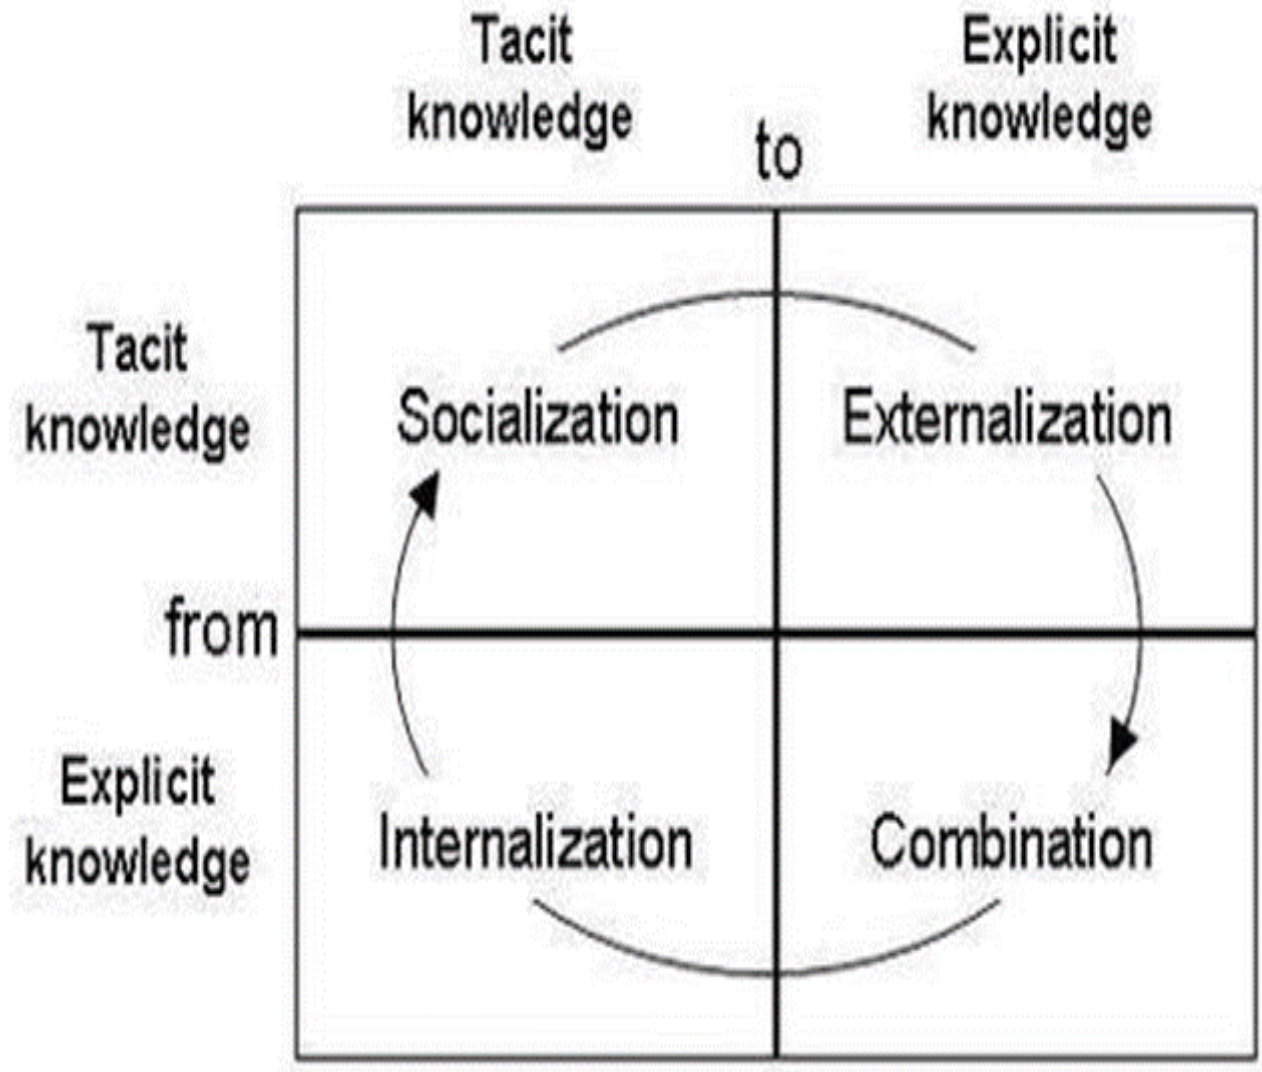 Tacit
knowledge
to
Explicit
knowledge
Tacit
knowledge
Socialization
Externalization
from
Explicit
knowledge
Internalization
Combination